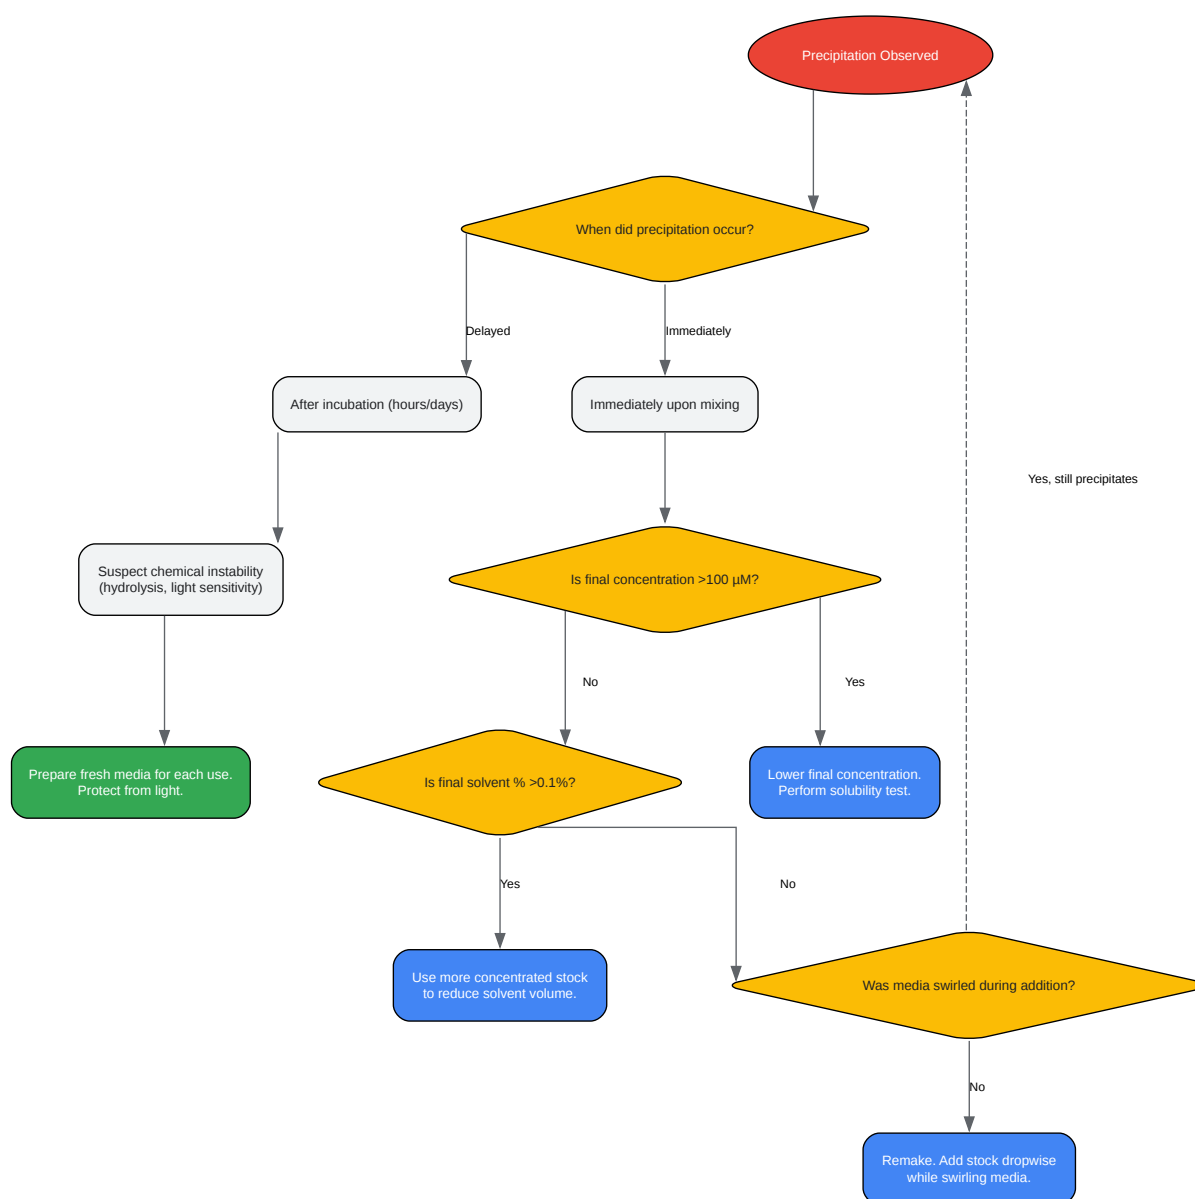 Precipitation Observed
When did precipitation occur?
Delayed
Immediately
After incubation (hours/days)
Immediately upon mixing
Yes, still precipitates
Suspect chemical instability
(hydrolysis, light sensitivity)
Is final concentration >100 µM?
No
Yes
Prepare fresh media for each use.
Protect from light.
Is final solvent % >0.1%?
Lower final concentration.
Perform solubility test.
Yes
No
Use more concentrated stock
to reduce solvent volume.
Was media swirled during addition?
No
Remake. Add stock dropwise
while swirling media.